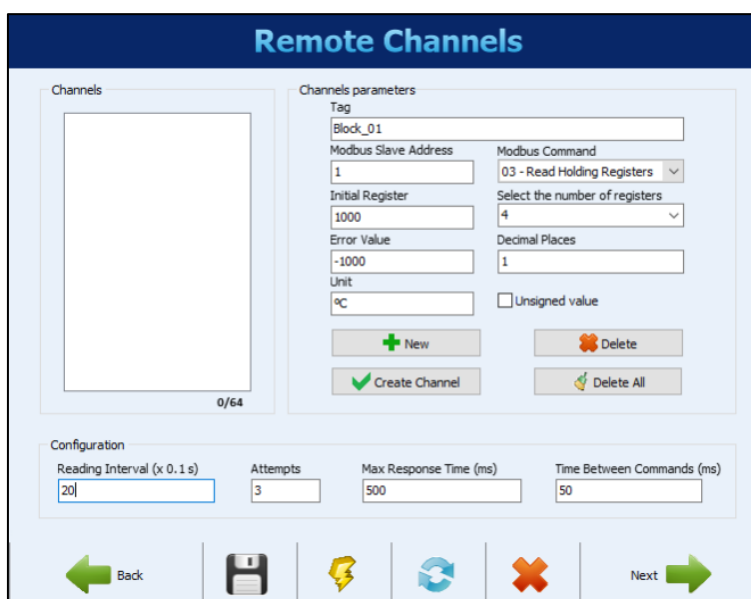 Remote Channels
Channels
0/64
Channels parameters
Tag
Block_01
Modbus Slave Address
1
Modbus Command
03 - Read Holding Registers
Initial Register
1000
Select the number of registers
4
Error Value
-1000
Decimal Places
1
Unit
ºC
Unsigned value
New
Delete
Create Channel
Delete All
Configuration
Reading Interval (x 0.1 s)
20
Attempts
3
Max Response Time (ms)
500
Time Between Commands (ms)
50
Back
Next